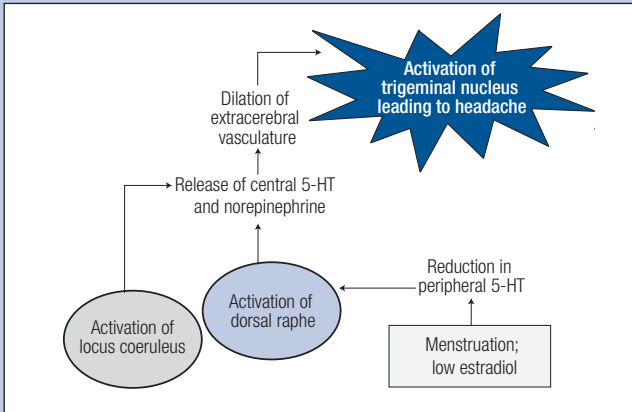 Activation of
trigeminal nucleus
leading to headache
Dilation of
extracerebral
vasculature
Release of central 5-HT
and norepinephrine
Reduction in
peripheral 5-HT
Activation of
dorsal raphe
Activation of
locus coeruleus
Menstruation;
low estradiol